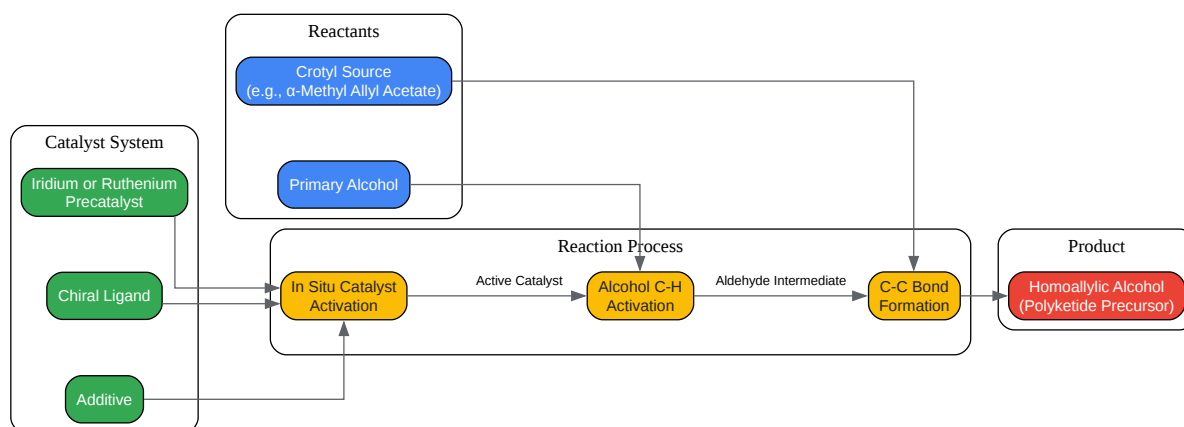 Reactants
Crotyl Source
(e.g., α-Methyl Allyl Acetate)
Primary Alcohol
Catalyst System
Iridium or Ruthenium
Precatalyst
Chiral Ligand
Additive
Reaction Process
In Situ Catalyst
Activation
Active Catalyst
Alcohol C-H
Activation
Aldehyde Intermediate
C-C Bond
Formation
Product
Homoallylic Alcohol
(Polyketide Precursor)